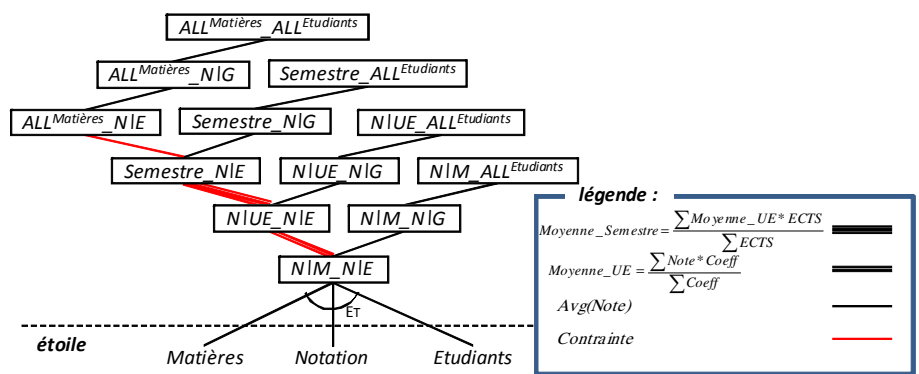 ALL^Matières_ALL^Etudiants
ALL^Matières_N|G
Semestre_ALL^Etudiants
ALL^Matières_N|E
Semestre_N|G
N|UE_ALL^Etudiants
Semestre_N|E
N|UE_N|G
N|M_ALL^Etudiants
N|UE_N|E
N|M_N|G
N|M_N|E
ET
étoile
Matières
Notation
Etudiants
légende :
Moyenne_Semestre = ∑Moyenne_UE * ECTS / ∑ECTS
Moyenne_UE = ∑Note * Coeff / ∑Coeff
Avg(Note)
Contrainte